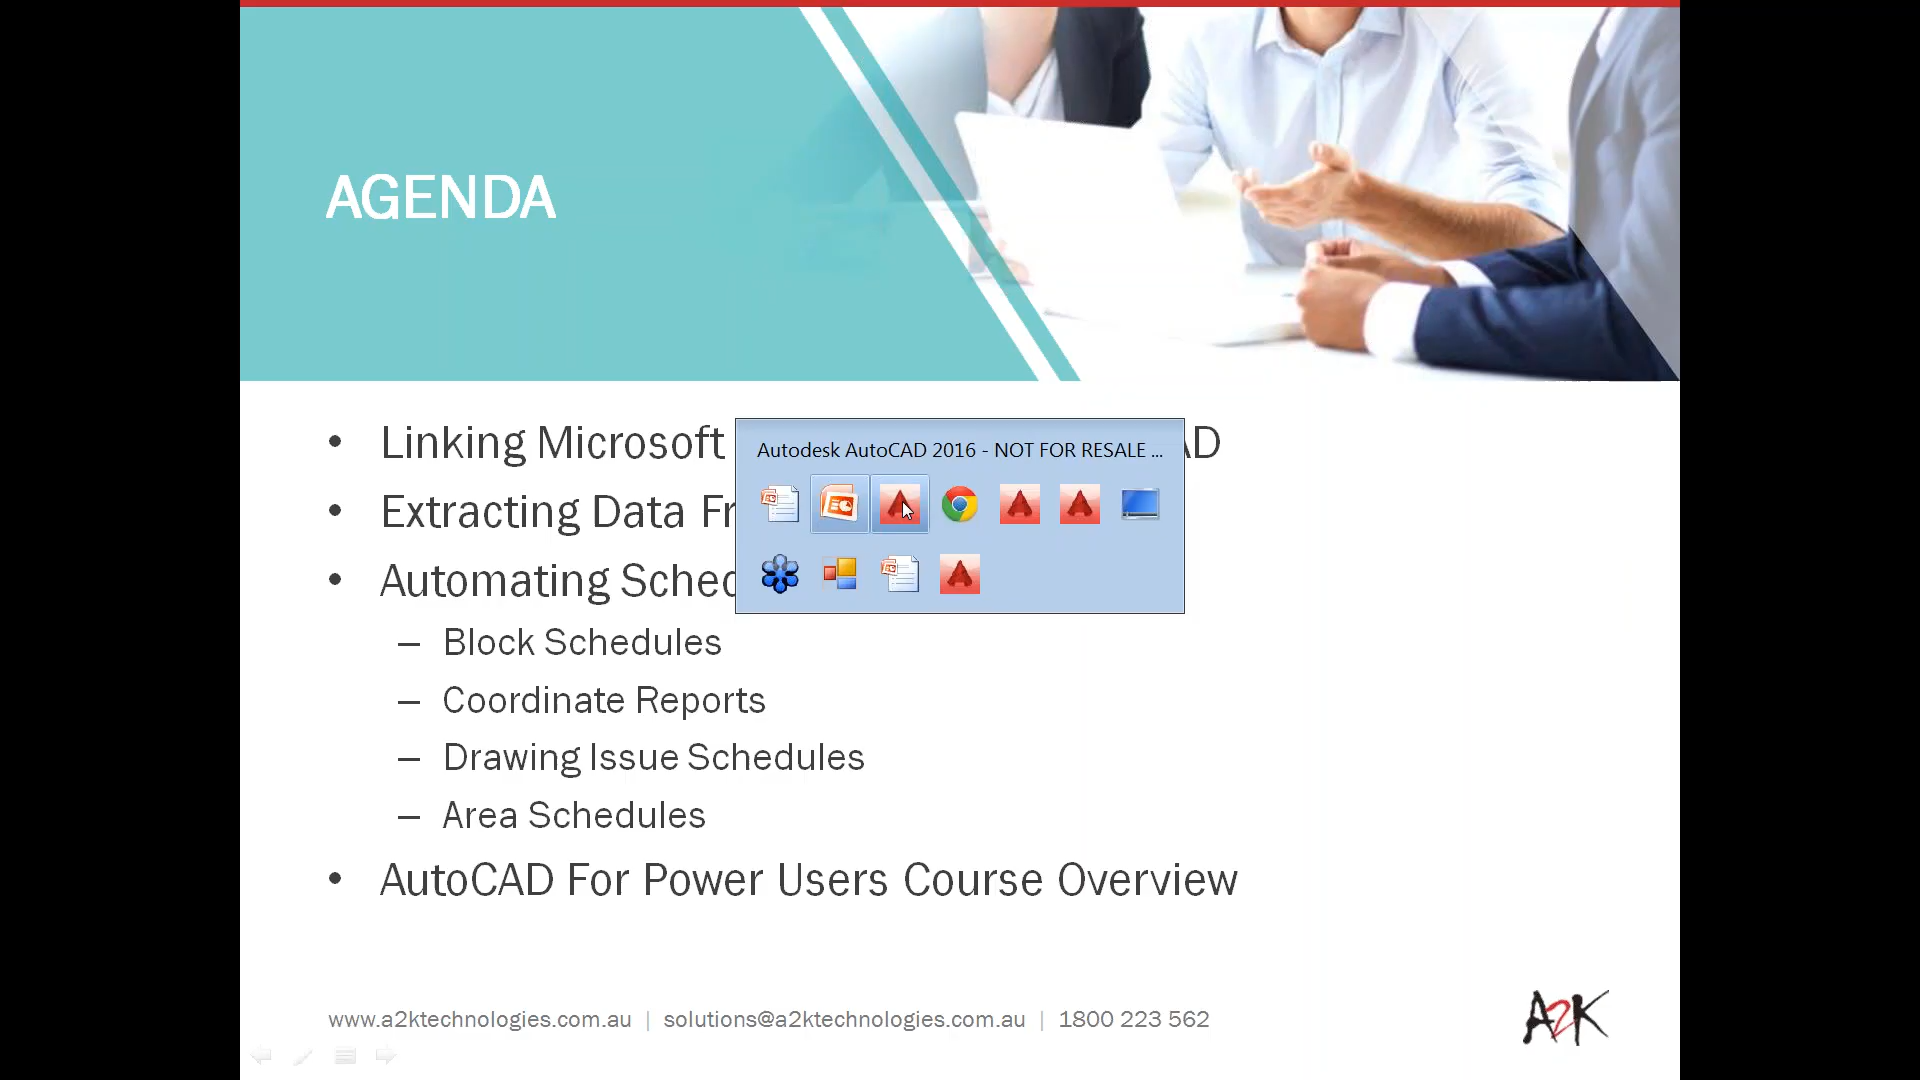 AGENDA
• Linking Microsoft AD
Autodesk AutoCAD 2016 - NOT FOR RESALE ...
• Extracting Data Fr
• Automating Sched
– Block Schedules
– Coordinate Reports
– Drawing Issue Schedules
– Area Schedules
• AutoCAD For Power Users Course Overview
www.a2ktechnologies.com.au | solutions@a2ktechnologies.com.au | 1800 223 562
A2K